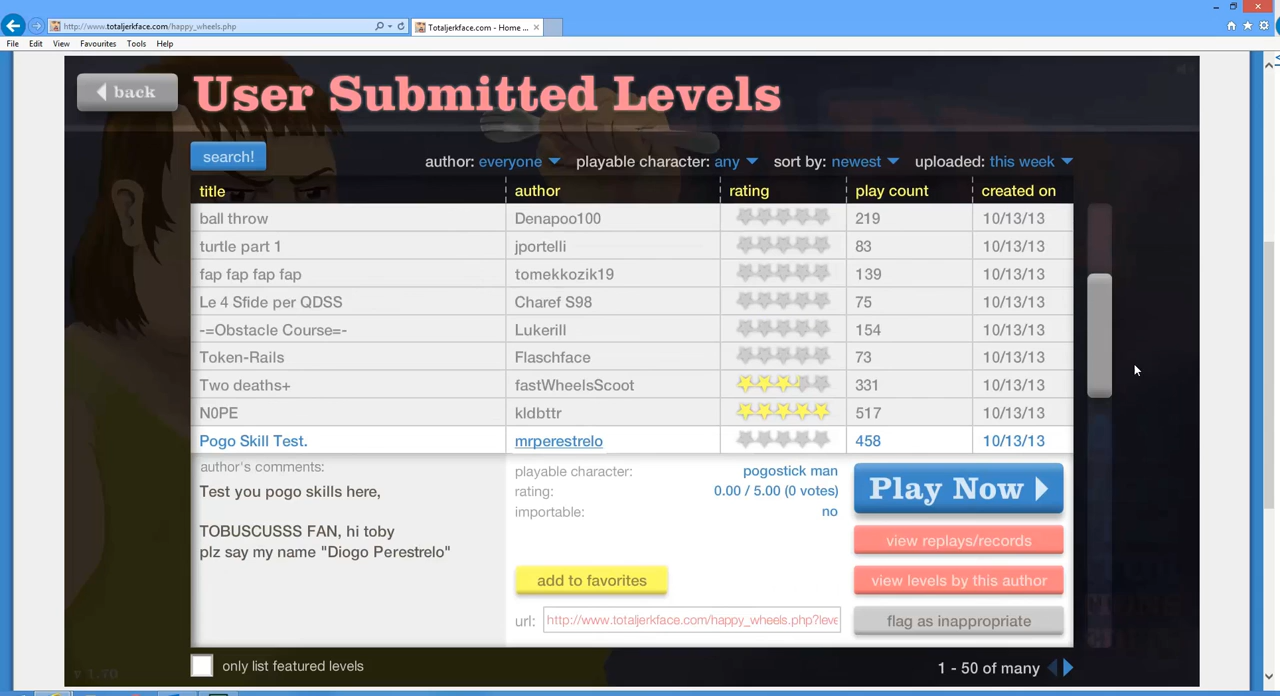 http://www.totaljerkface.com/happy_wheels.php
Totaljerkface.com - Home ...
File Edit View Favourites Tools Help
back
User Submitted Levels
search!
author: everyone playable character: any sort by: newest uploaded: this week
title author rating play count created on
ball throw Denapoo100 219 10/13/13
turtle part 1 jportelli 83 10/13/13
fap fap fap fap tomekkozik19 139 10/13/13
Le 4 Sfide per QDSS Charef S98 75 10/13/13
-=Obstacle Course=- Lukerill 154 10/13/13
Token-Rails Flaschface 73 10/13/13
Two deaths+ fastWheelsScoot 331 10/13/13
N0PE kldbttr 517 10/13/13
Pogo Skill Test. mrperestrelo 458 10/13/13
author's comments:
Test you pogo skills here,
TOBUSCUSSS FAN, hi toby
plz say my name "Diogo Perestrelo"
playable character: pogostick man
rating: 0.00 / 5.00 (0 votes)
importable: no
add to favorites
url: http://www.totaljerkface.com/happy_wheels.php?leve
Play Now
view replays/records
view levels by this author
flag as inappropriate
only list featured levels
1 - 50 of many
v 1.70